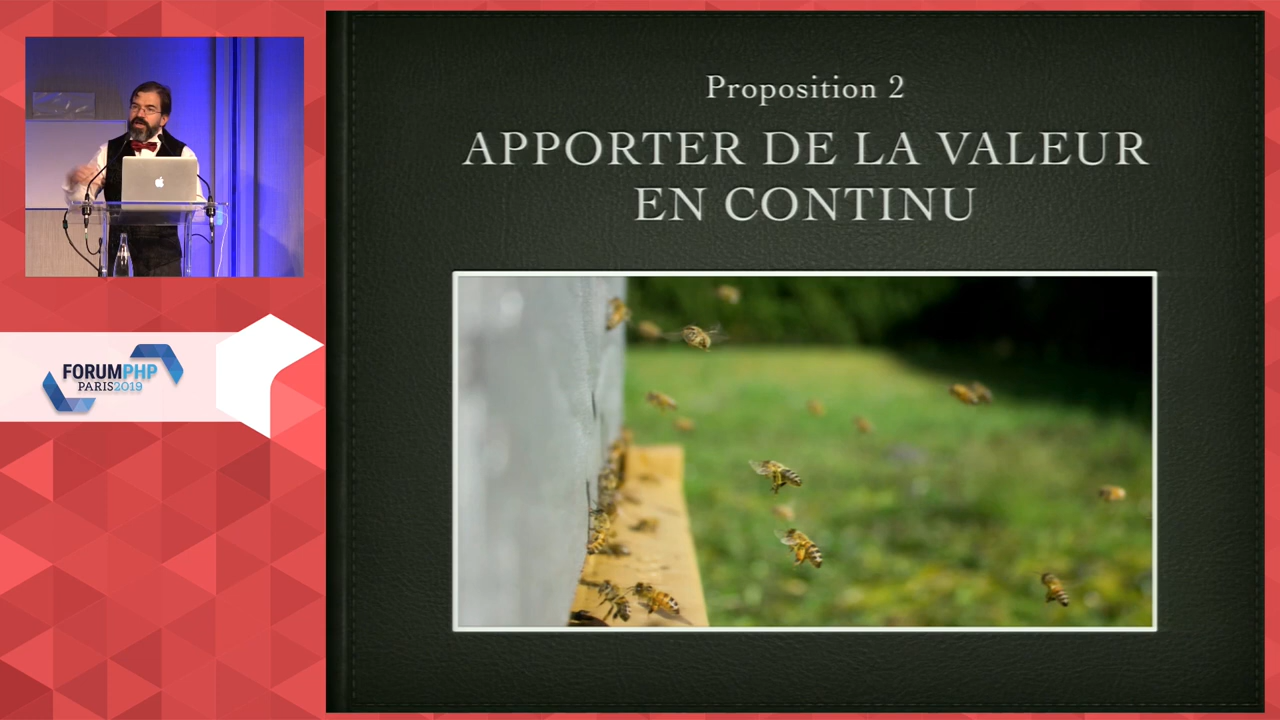 Proposition 2
APPORTER DE LA VALEUR
EN CONTINU
FORUMPHP
PARIS2019